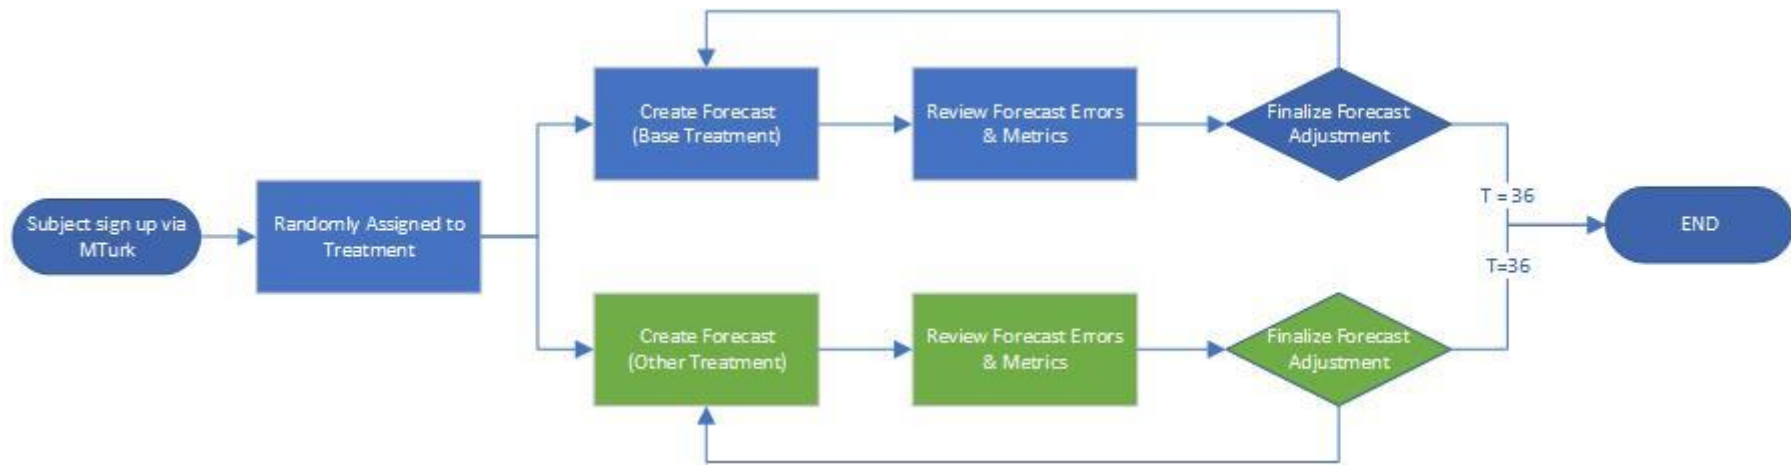 Create Forecast
(Base Treatment)
Review Forecast Errors
& Metrics
Finalize Forecast
Adjustment
Subject sign up via
MTurk
Randomly Assigned to
Treatment
T = 36
T=36
END
Create Forecast
(Other Treatment)
Review Forecast Errors
& Metrics
Finalize Forecast
Adjustment